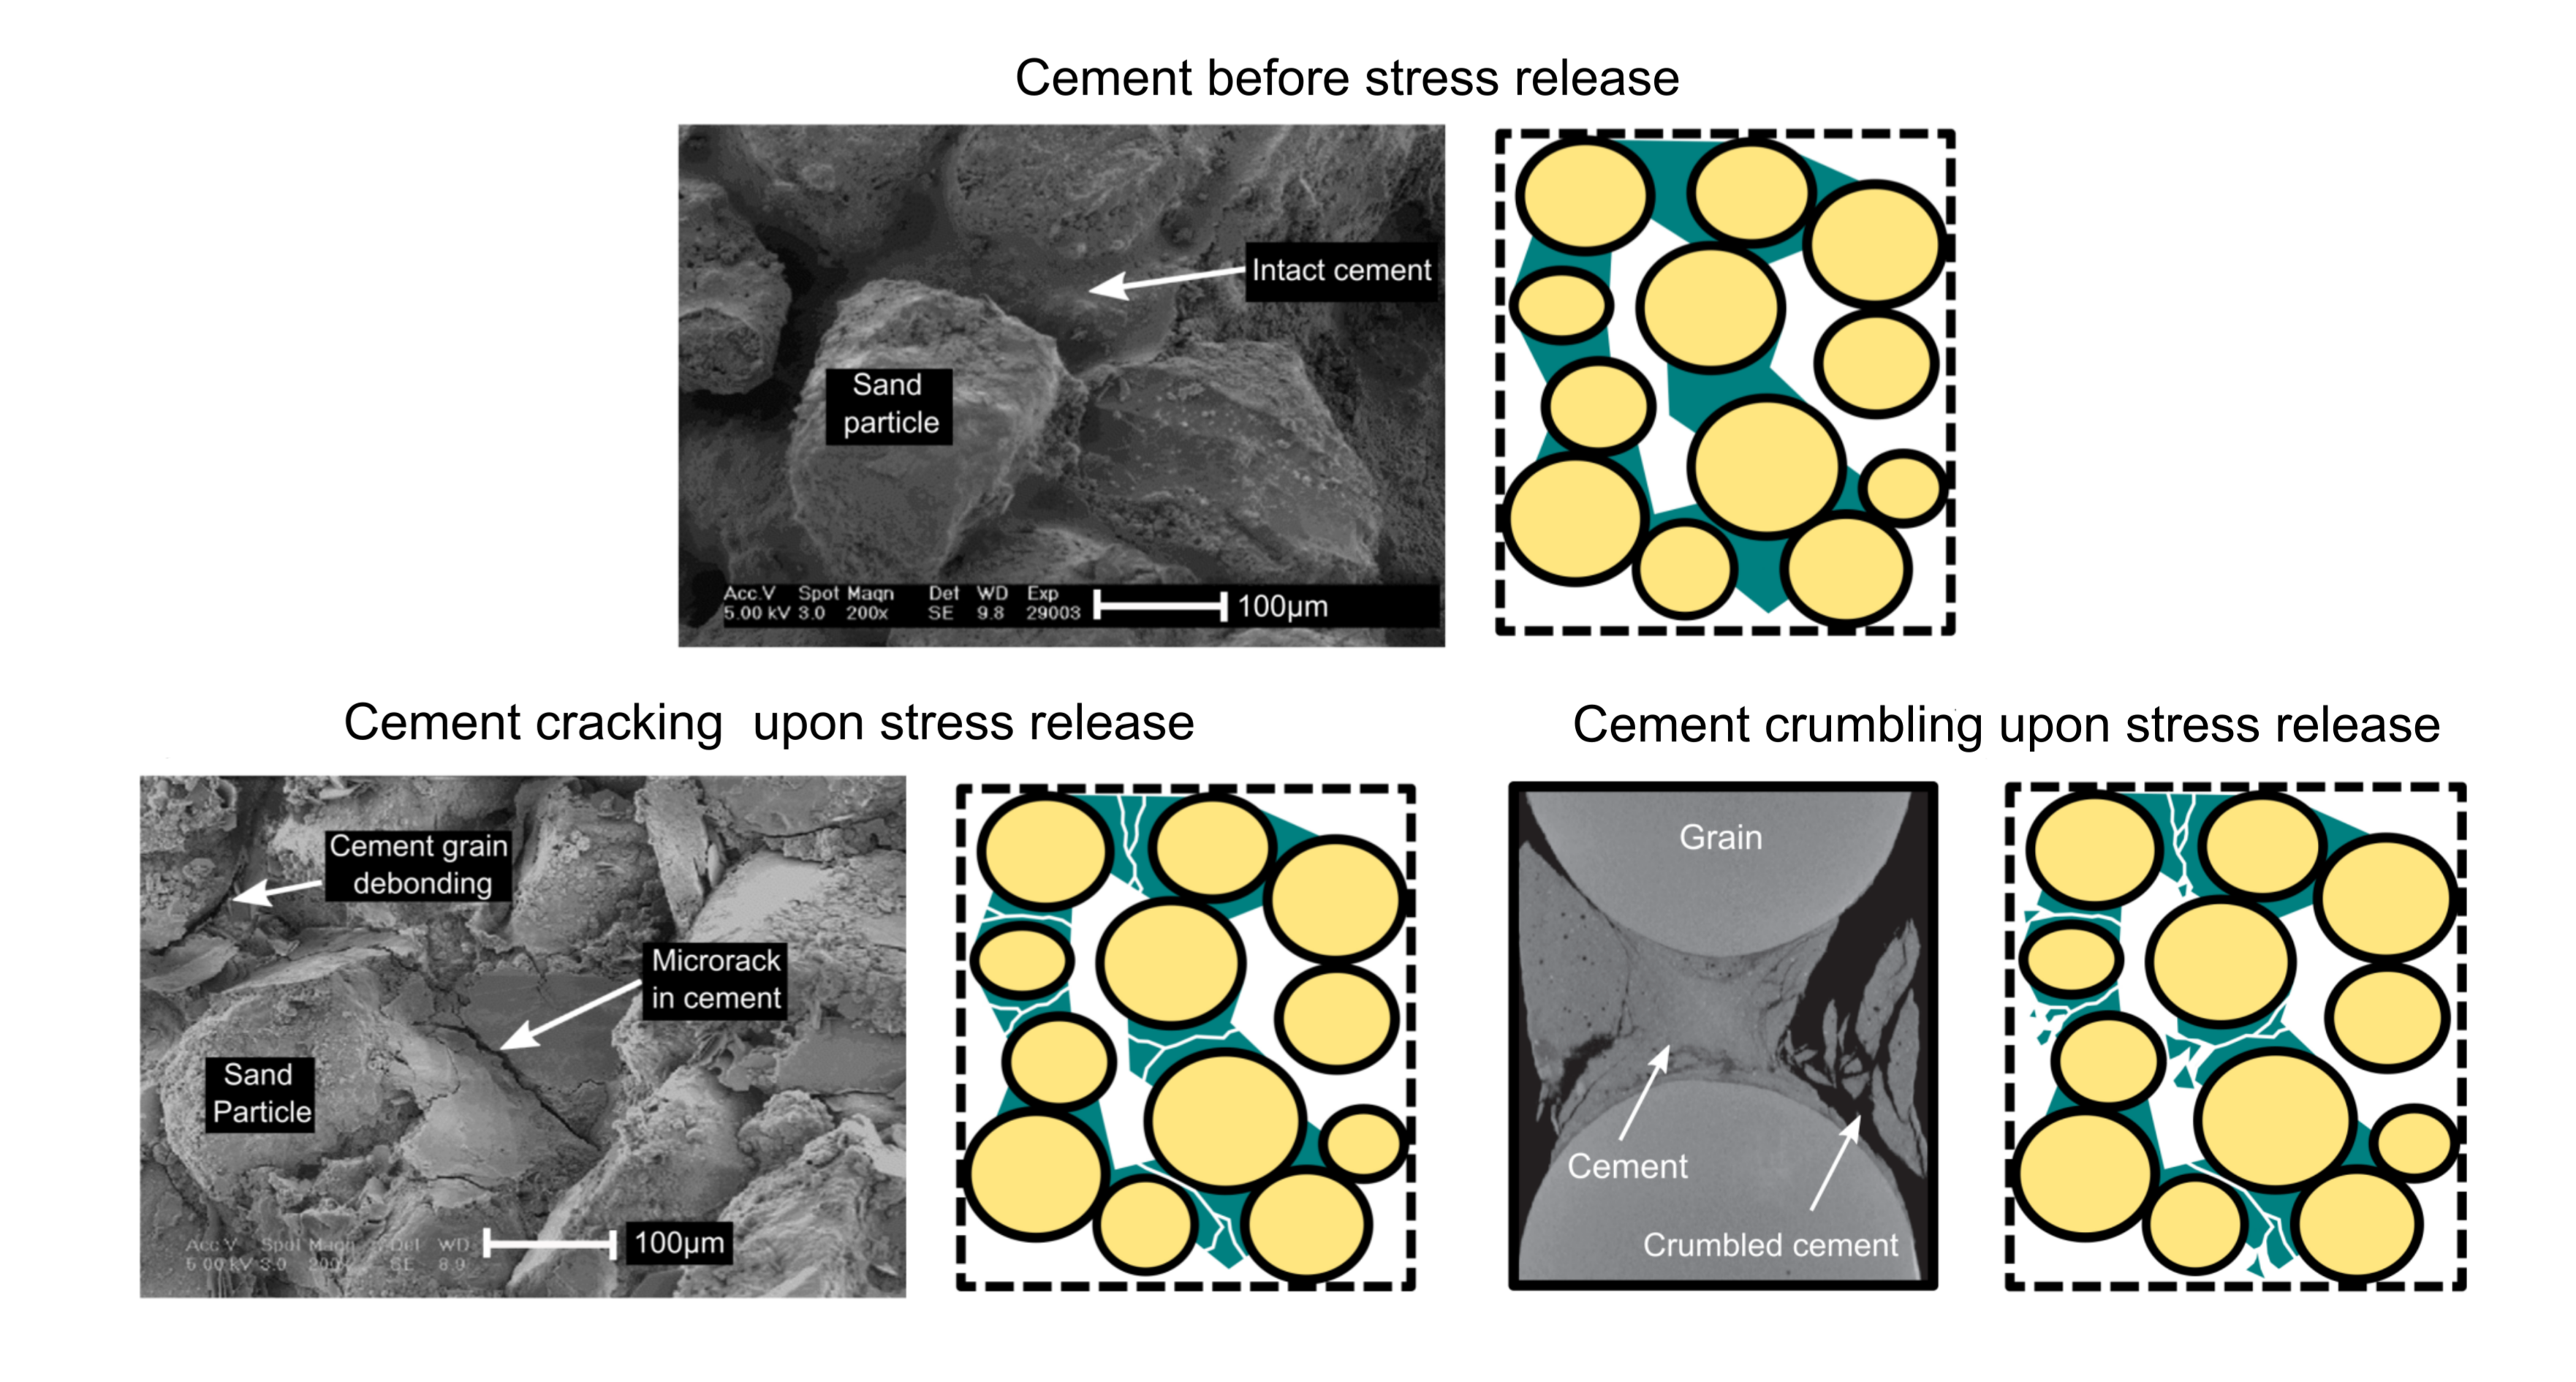 Cement before stress release
Intact cement
Sand
particle
Acc.V Spot Magn Det WD Exp
5.00 kV 3.0 200x SE 9.8 29003
100µm
Cement cracking upon stress release
Cement crumbling upon stress release
Cement grain
debonding
Microrack
in cement
Sand
Particle
Acc.V Spot Magn Det WD
5.00 kV 3.0 200x SE 8.9
100µm
Grain
Cement
Crumbled cement